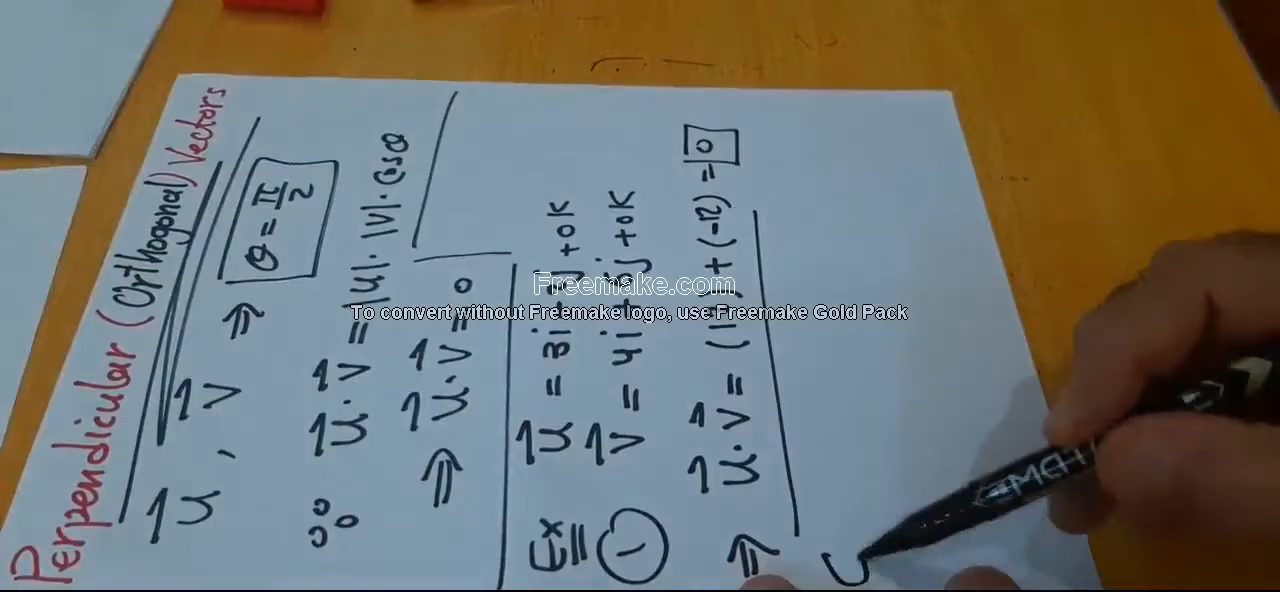 Perpendicular (Orthogonal) Vectors
u⃗ , v⃗ ⇒ θ = π/2
∴ u⃗ · v⃗ = |u| · |v| · Cosθ
⇒ u⃗ · v⃗ = 0
Ex
1
u⃗ = 3i j + 0K
v⃗ = 4i + j + 0K
⇒ u⃗ · v⃗ = + (-12) = 0
Freemake.com
To convert without Freemake logo, use Freemake Gold Pack